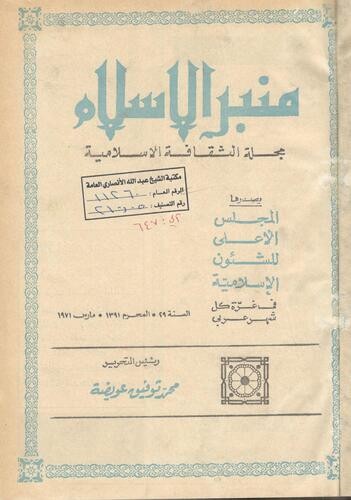 منبر الإسلام
مجلة الثقافة الإسلامية
مكتبة الشيخ عبد الله الأنصاري العامة
الرقم العام:
رقم التصنيف:
يصدرها
المجلس
الأعلى
للشئون
الإسلامية
في غرة كل
شهر عربي
السنة ٢٩ • المحرم ١٣٩١ • مارس ١٩٧١
رئيس التحرير
محمد توفيق عويضة